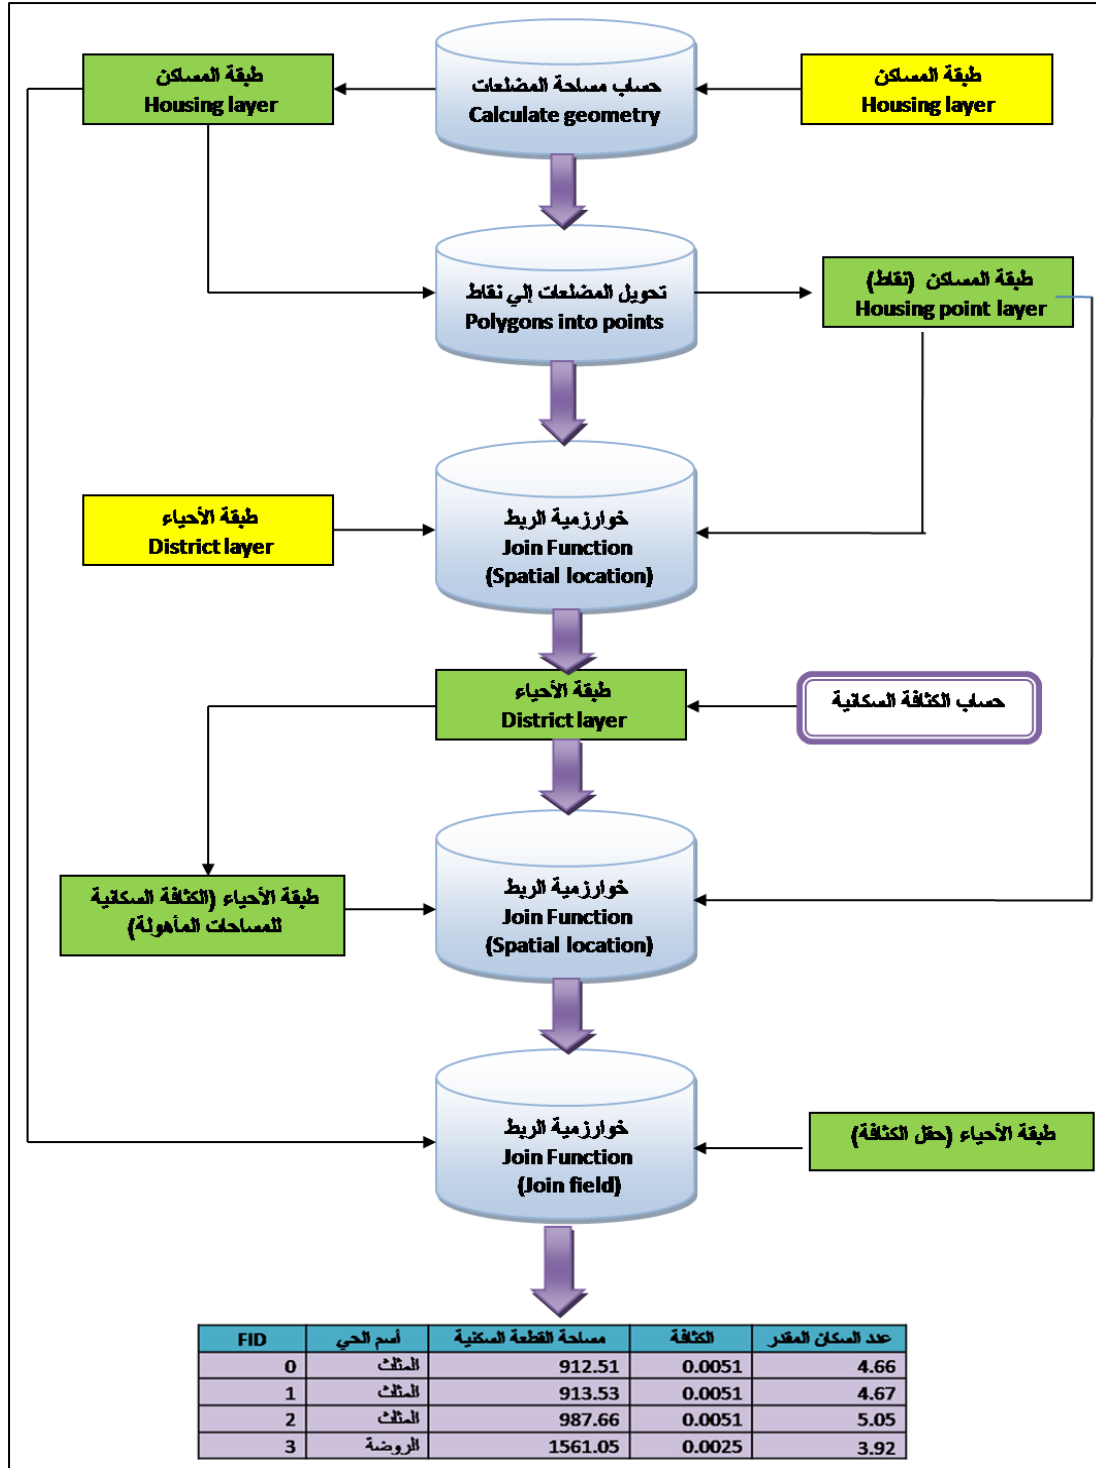 طبقة المساكن
Housing layer
حساب مساحة المضلعات
Calculate geometry
طبقة المساكن
Housing layer
تحويل المضلعات إلي نقاط
Polygons into points
طبقة المساكن (نقاط)
Housing point layer
طبقة الأحياء
District layer
خوارزمية الربط
Join Function
(Spatial location)
طبقة الأحياء
District layer
حساب الكثافة السكانية
طبقة الأحياء (الكثافة السكانية
للمساحات المأهولة)
خوارزمية الربط
Join Function
(Spatial location)
خوارزمية الربط
Join Function
(Join field)
طبقة الأحياء (حقل الكثافة)
FID أسم الحي مساحة القطعة السكنية الكثافة عدد السكان المقدر
0 المثلث 912.51 0.0051 4.66
1 المثلث 913.53 0.0051 4.67
2 المثلث 987.66 0.0051 5.05
3 الروضة 1561.05 0.0025 3.92